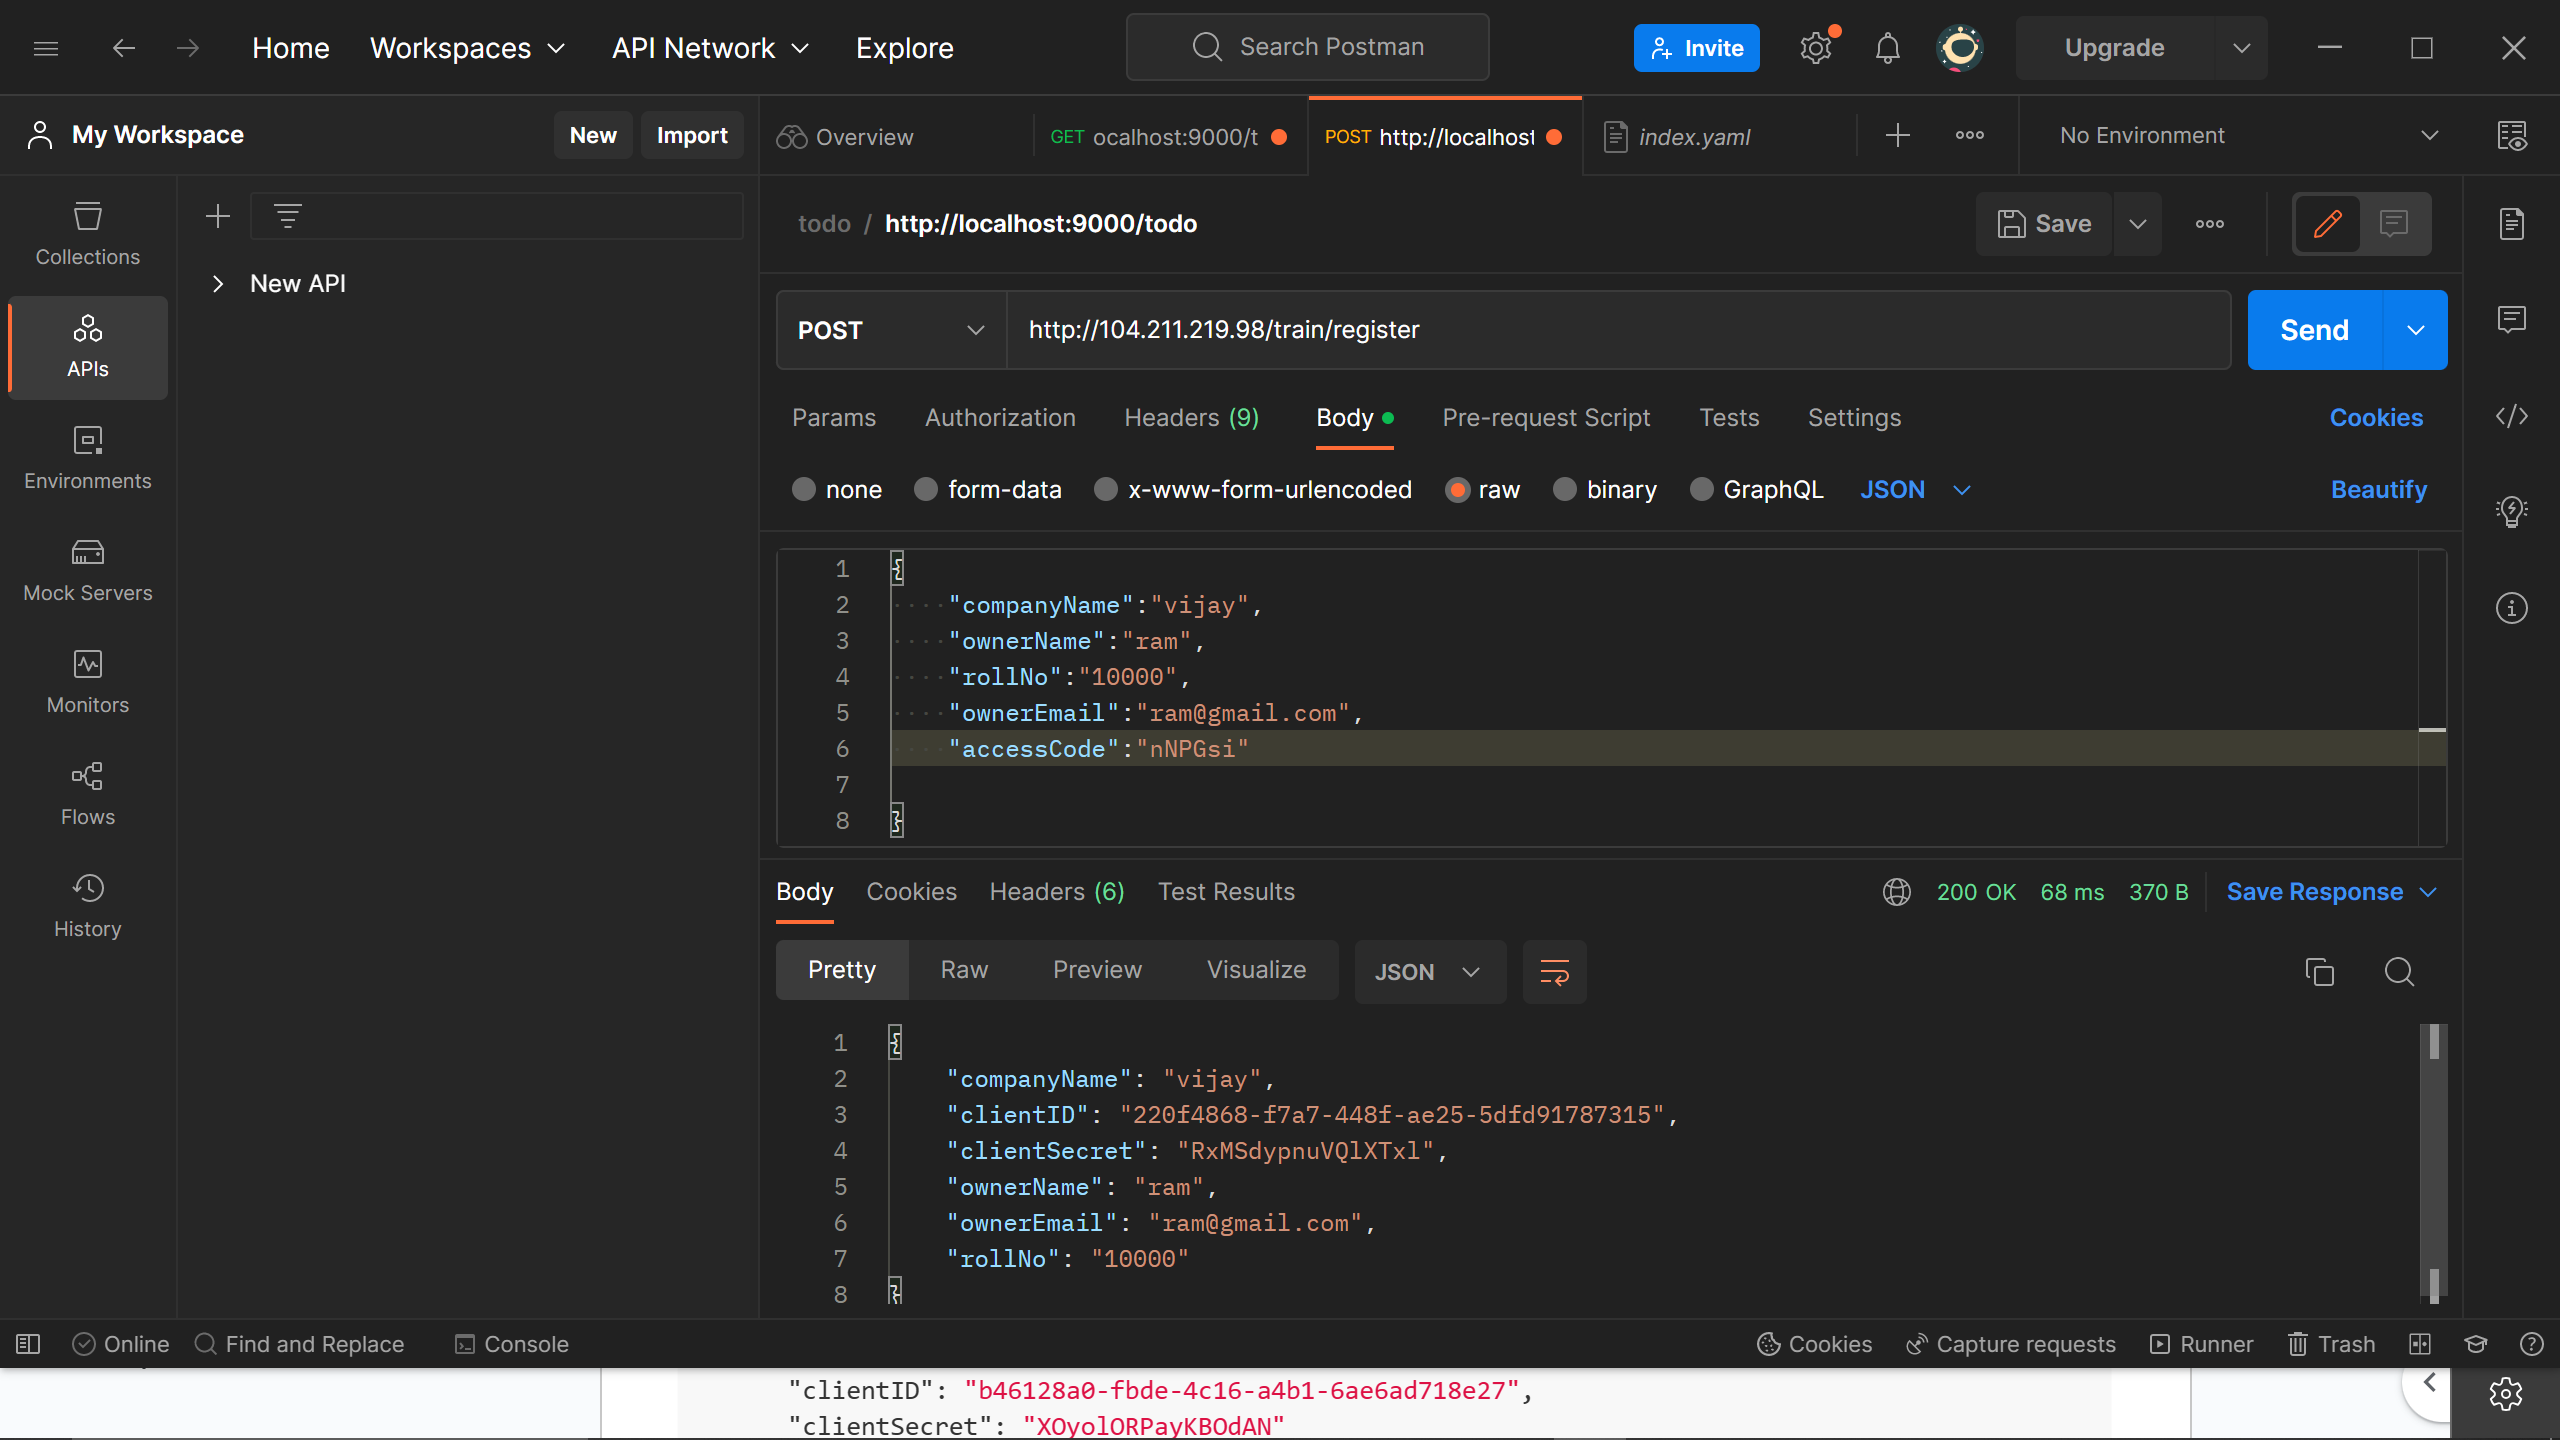 Home Workspaces API Network Explore Search Postman Invite Upgrade
My Workspace New Import Overview GET ocalhost:9000/t POST http://localhost index.yaml No Environment
Collections
APIs
Environments
Mock Servers
Monitors
Flows
History
New API
todo / http://localhost:9000/todo Save
POST http://104.211.219.98/train/register Send
Params Authorization Headers (9) Body Pre-request Script Tests Settings Cookies
none form-data x-www-form-urlencoded raw binary GraphQL JSON Beautify
1 {
2 "companyName":"vijay",
3 "ownerName":"ram",
4 "rollNo":"10000",
5 "ownerEmail":"ram@gmail.com",
6 "accessCode":"nNPGsi"
7
8 }
Body Cookies Headers (6) Test Results 200 OK 68 ms 370 B Save Response
Pretty Raw Preview Visualize JSON
1 {
2 "companyName": "vijay",
3 "clientID": "220f4868-f7a7-448f-ae25-5dfd91787315",
4 "clientSecret": "RxMSdypnuVQlXTxl",
5 "ownerName": "ram",
6 "ownerEmail": "ram@gmail.com",
7 "rollNo": "10000"
8 }
Online Find and Replace Console Cookies Capture requests Runner Trash
"clientID": "b46128a0-fbde-4c16-a4b1-6ae6ad718e27",
"clientSecret": "XOyolORPayKBOdAN"